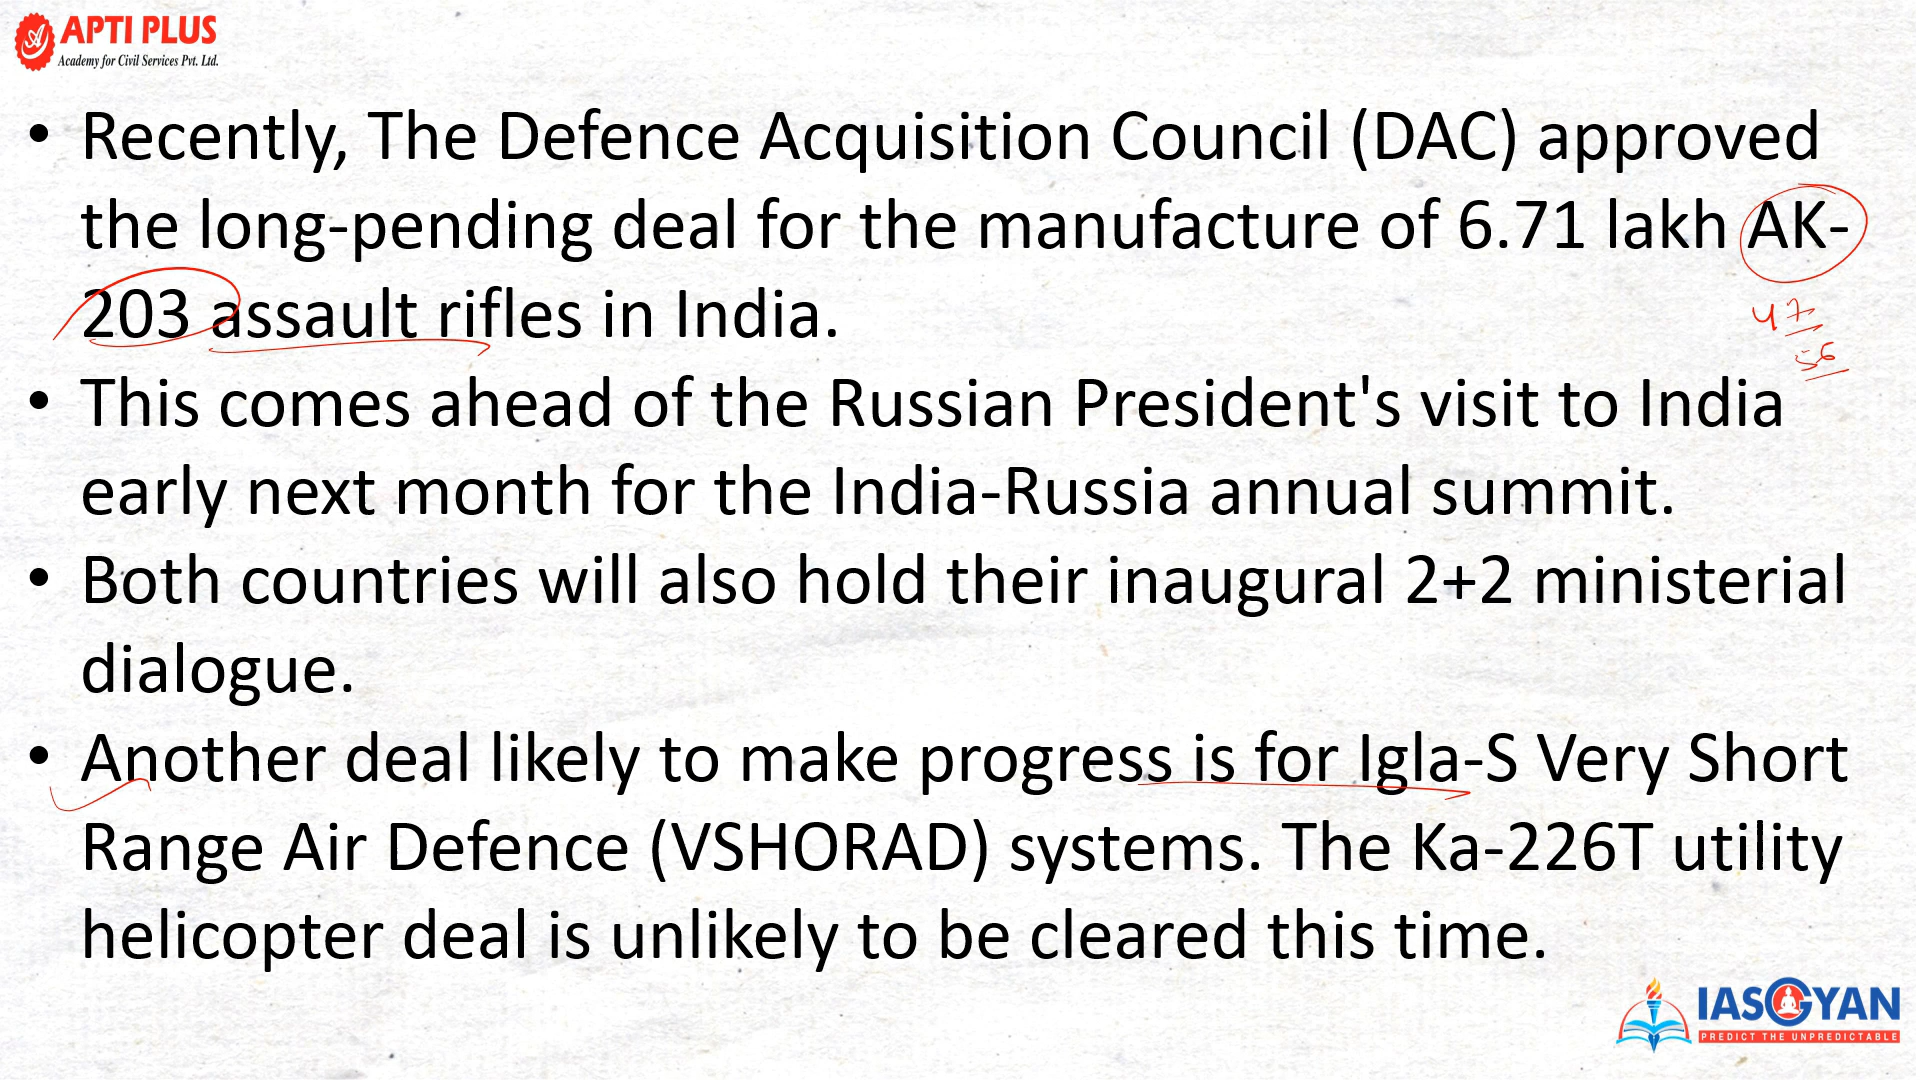 APTI PLUS
Academy for Civil Services Pvt. Ltd.
• Recently, The Defence Acquisition Council (DAC) approved
the long-pending deal for the manufacture of 6.71 lakh AK-
203 assault rifles in India.
47
56
• This comes ahead of the Russian President's visit to India
early next month for the India-Russia annual summit.
• Both countries will also hold their inaugural 2+2 ministerial
dialogue.
• Another deal likely to make progress is for Igla-S Very Short
Range Air Defence (VSHORAD) systems. The Ka-226T utility
helicopter deal is unlikely to be cleared this time.
IASGYAN
PREDICT THE UNPREDICTABLE